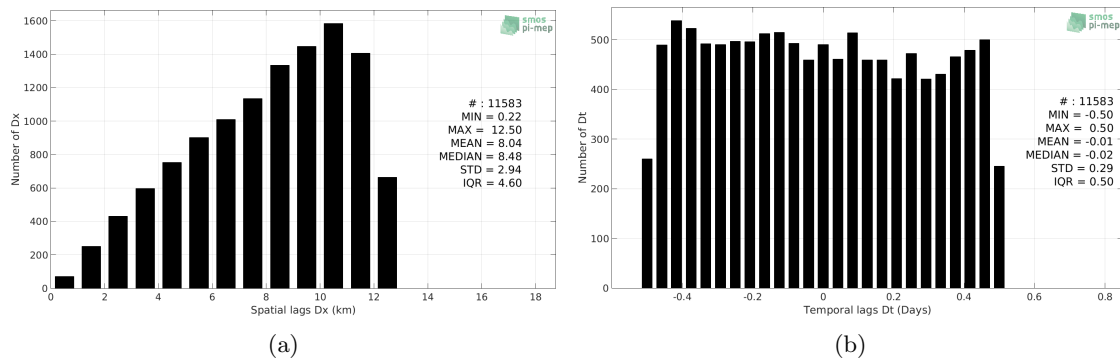 smos
pi-mep
1600
1400
1200
1000
800
600
400
200
0
Number of Dx
# : 11583
MIN = 0.22
MAX = 12.50
MEAN = 8.04
MEDIAN = 8.48
STD = 2.94
IQR = 4.60
0 2 4 6 8 10 12 14 16 18
Spatial lags Dx (km)
(a)
smos
pi-mep
500
400
300
200
100
0
Number of Dt
# : 11583
MIN = -0.50
MAX = 0.50
MEAN = -0.01
MEDIAN = -0.02
STD = 0.29
IQR = 0.50
-0.4 -0.2 0 0.2 0.4 0.6 0.8
Temporal lags Dt (Days)
(b)